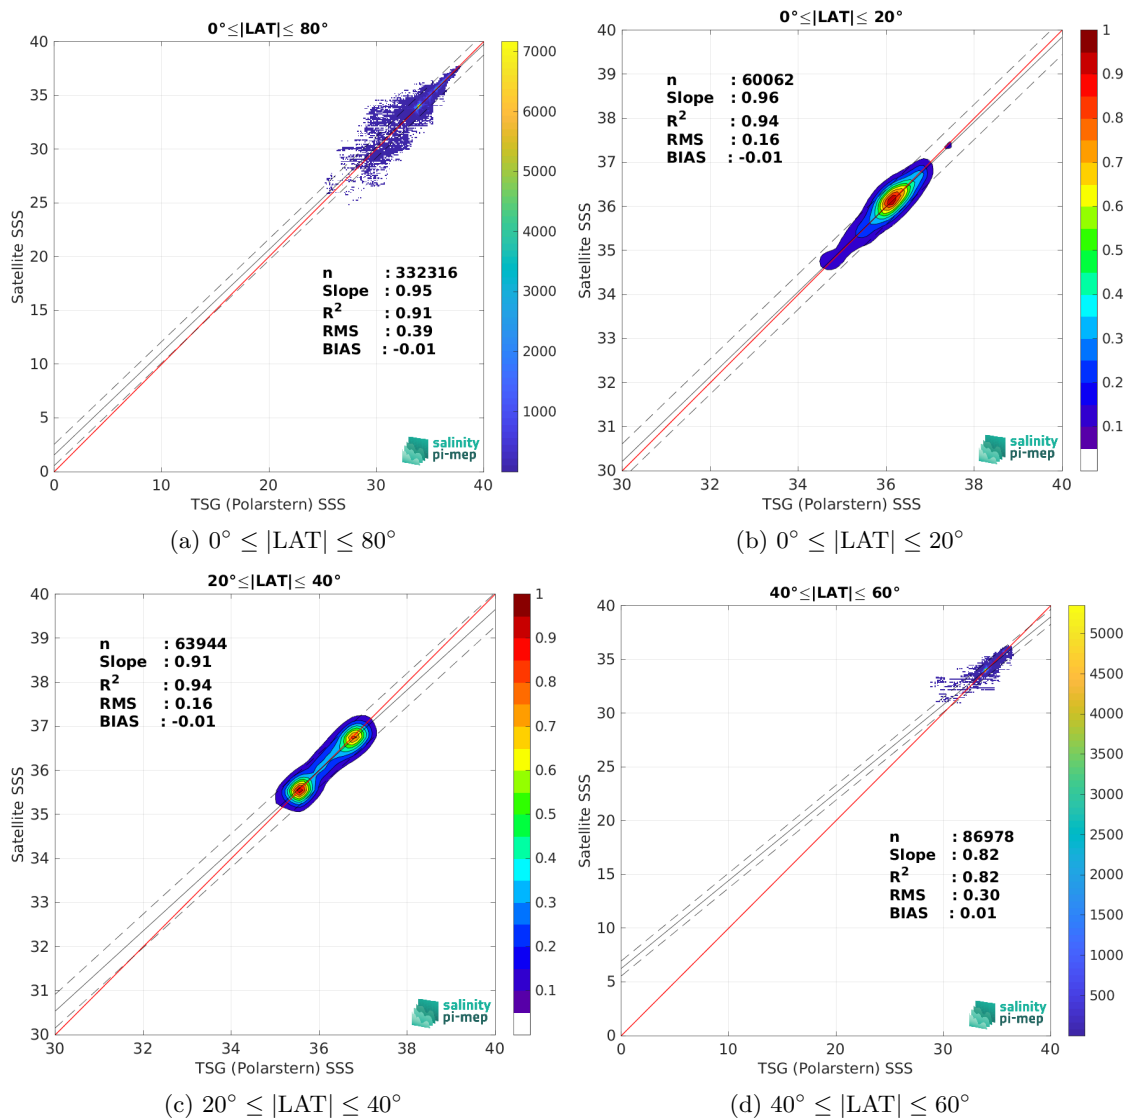 0°≤|LAT|≤ 80°
40
35
30
25
20
15
10
5
0
0
10
20
30
40
Satellite SSS
TSG (Polarstern) SSS
n : 332316
Slope : 0.95
R² : 0.91
RMS : 0.39
BIAS : -0.01
7000
6000
5000
4000
3000
2000
1000
salinity
pi-mep
(a) 0° ≤ |LAT| ≤ 80°
0°≤|LAT|≤ 20°
40
39
38
37
36
35
34
33
32
31
30
30
32
34
36
38
40
Satellite SSS
TSG (Polarstern) SSS
n : 60062
Slope : 0.96
R² : 0.94
RMS : 0.16
BIAS : -0.01
1
0.9
0.8
0.7
0.6
0.5
0.4
0.3
0.2
0.1
salinity
pi-mep
(b) 0° ≤ |LAT| ≤ 20°
20°≤|LAT|≤ 40°
40
39
38
37
36
35
34
33
32
31
30
30
32
34
36
38
40
Satellite SSS
TSG (Polarstern) SSS
n : 63944
Slope : 0.91
R² : 0.94
RMS : 0.16
BIAS : -0.01
1
0.9
0.8
0.7
0.6
0.5
0.4
0.3
0.2
0.1
salinity
pi-mep
(c) 20° ≤ |LAT| ≤ 40°
40°≤|LAT|≤ 60°
40
35
30
25
20
15
10
5
0
0
10
20
30
40
Satellite SSS
TSG (Polarstern) SSS
n : 86978
Slope : 0.82
R² : 0.82
RMS : 0.30
BIAS : 0.01
5000
4500
4000
3500
3000
2500
2000
1500
1000
500
salinity
pi-mep
(d) 40° ≤ |LAT| ≤ 60°